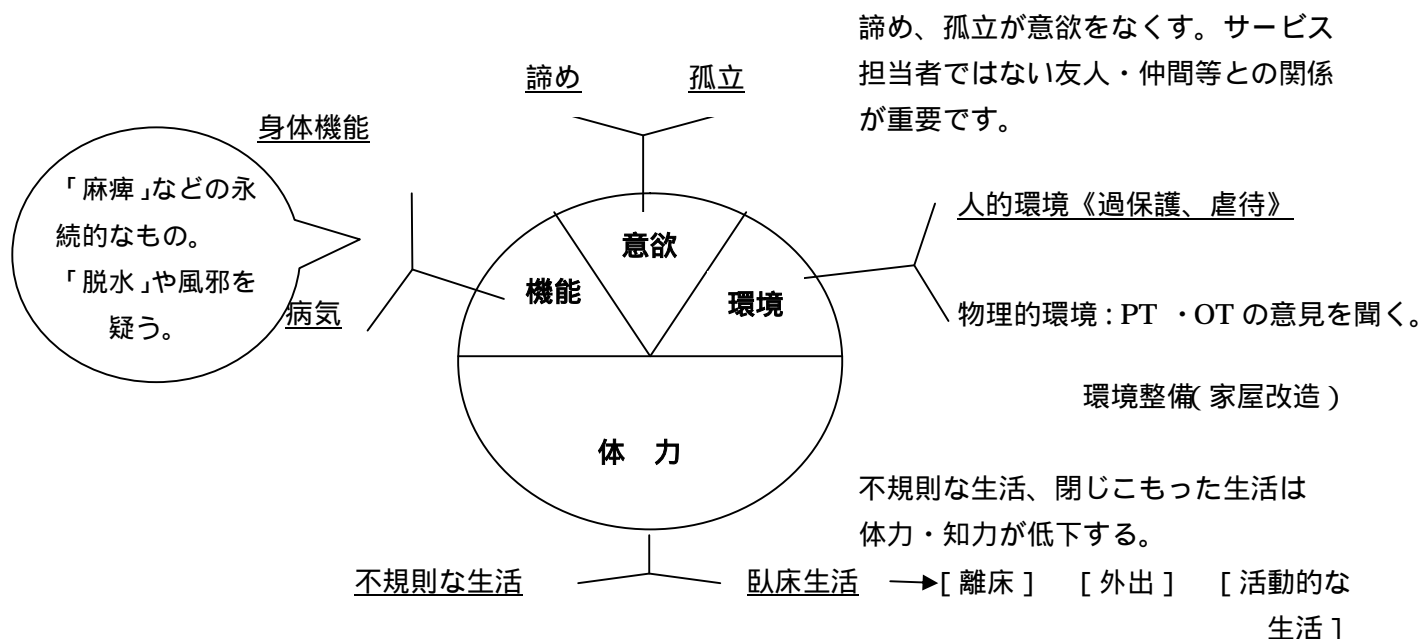 諦め、孤立が意欲をなくす。サービス
担当者ではない友人・仲間等との関係
が重要です。
諦め 孤立
身体機能
「麻痺」などの永
続的なもの。
「脱水」や風邪を
疑う。
病気
機能
意欲
環境
人的環境《過保護、虐待》
物理的環境:PT ・OT の意見を聞く。
環境整備(家屋改造)
体 力
不規則な生活、閉じこもった生活は
体力・知力が低下する。
不規則な生活 臥床生活 [離床] [外出] [活動的な
生活]